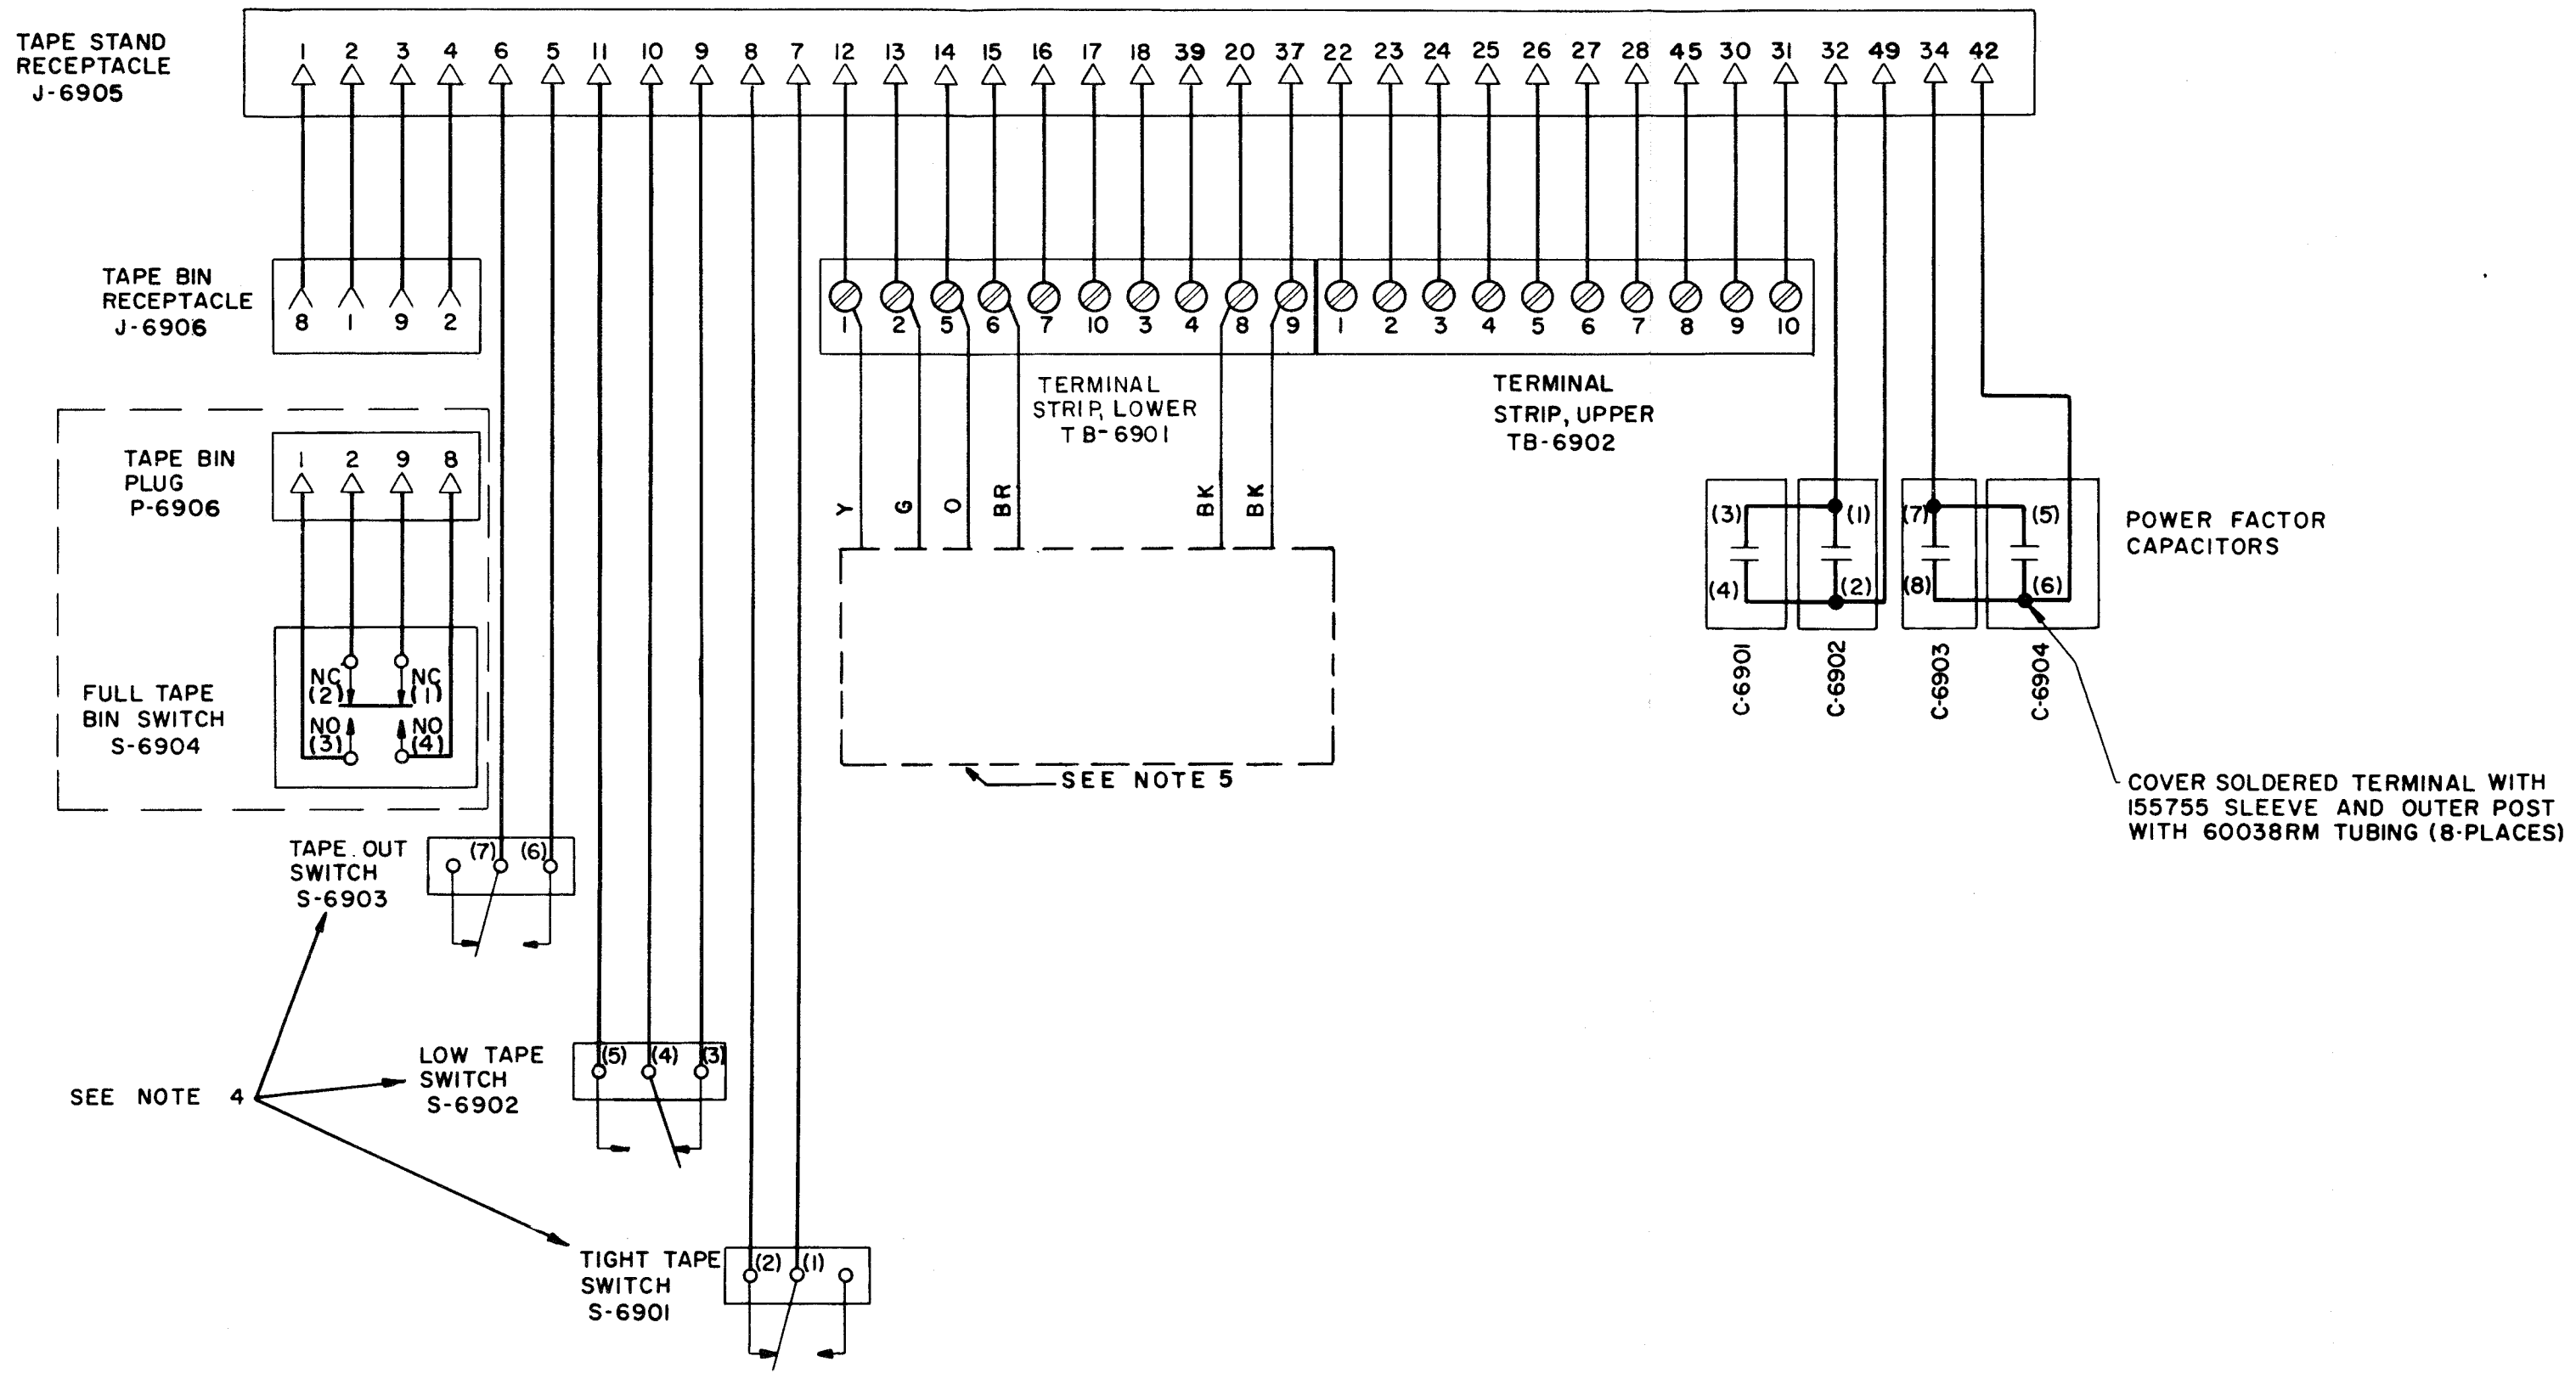 TAPE STAND
RECEPTACLE
J-6905
1 2 3 4 6 5 11 10 9 8 7 12 13 14 15 16 17 18 39 20 37 22 23 24 25 26 27 28 45 30 31 32 49 34 42
TAPE BIN
RECEPTACLE
J-6906
8 1 9 2
1 2 5 6 7 10 3 4 8 9
1 2 3 4 5 6 7 8 9 10
TERMINAL
STRIP, LOWER
TB-6901
TERMINAL
STRIP, UPPER
TB-6902
TAPE BIN
PLUG
P-6906
1 2 9 8
Y G O BR BK BK
(3) (1) (7) (5)
(4) (2) (8) (6)
POWER FACTOR
CAPACITORS
C-6901 C-6902 C-6903 C-6904
FULL TAPE
BIN SWITCH
S-6904
NC NC
(2) (1)
NO NO
(3) (4)
SEE NOTE 5
COVER SOLDERED TERMINAL WITH
155755 SLEEVE AND OUTER POST
WITH 60038RM TUBING (8-PLACES)
TAPE OUT
SWITCH
S-6903
(7) (6)
SEE NOTE 4
LOW TAPE
SWITCH
S-6902
(5) (4) (3)
TIGHT TAPE
SWITCH
S-6901
(2) (1)